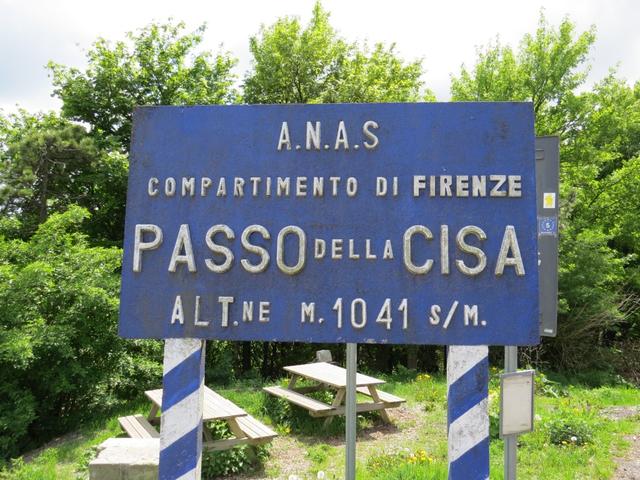 A.N.A.S
COMPARTIMENTO DI FIRENZE
PASSO DELLA CISA
ALT.NE M. 1041 S/M.